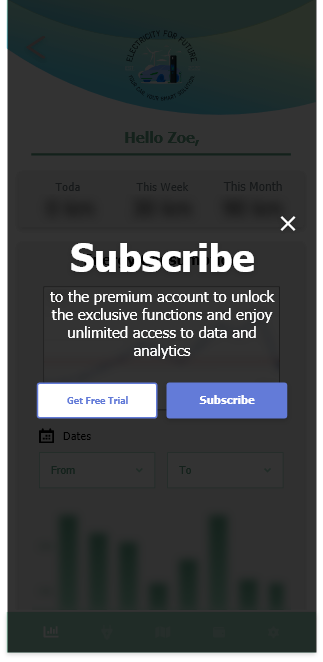 ELECTRICITY FOR FUTURE
Hello Zoe,
Toda
This Week
This Month
Subscribe
to the premium account to unlock
the exclusive functions and enjoy
unlimited access to data and
analytics
Get Free Trial
Subscribe
Dates
From
To